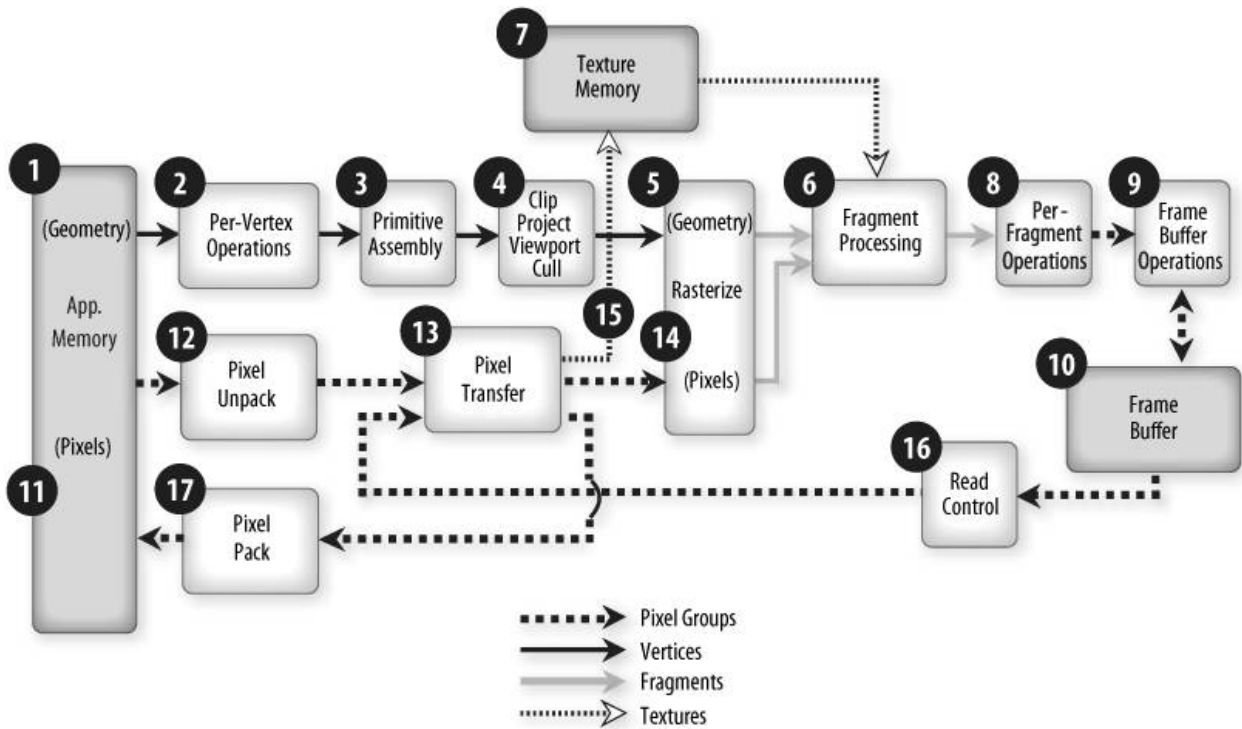 7
Texture
Memory
1
(Geometry)
App.
Memory
(Pixels)
11
2
Per-Vertex
Operations
3
Primitive
Assembly
4
Clip
Project
Viewport
Cull
5
(Geometry)
Rasterize
14
(Pixels)
6
Fragment
Processing
8
Per-
Fragment
Operations
9
Frame
Buffer
Operations
12
Pixel
Unpack
13
Pixel
Transfer
15
10
Frame
Buffer
16
Read
Control
17
Pixel
Pack
Pixel Groups
Vertices
Fragments
Textures